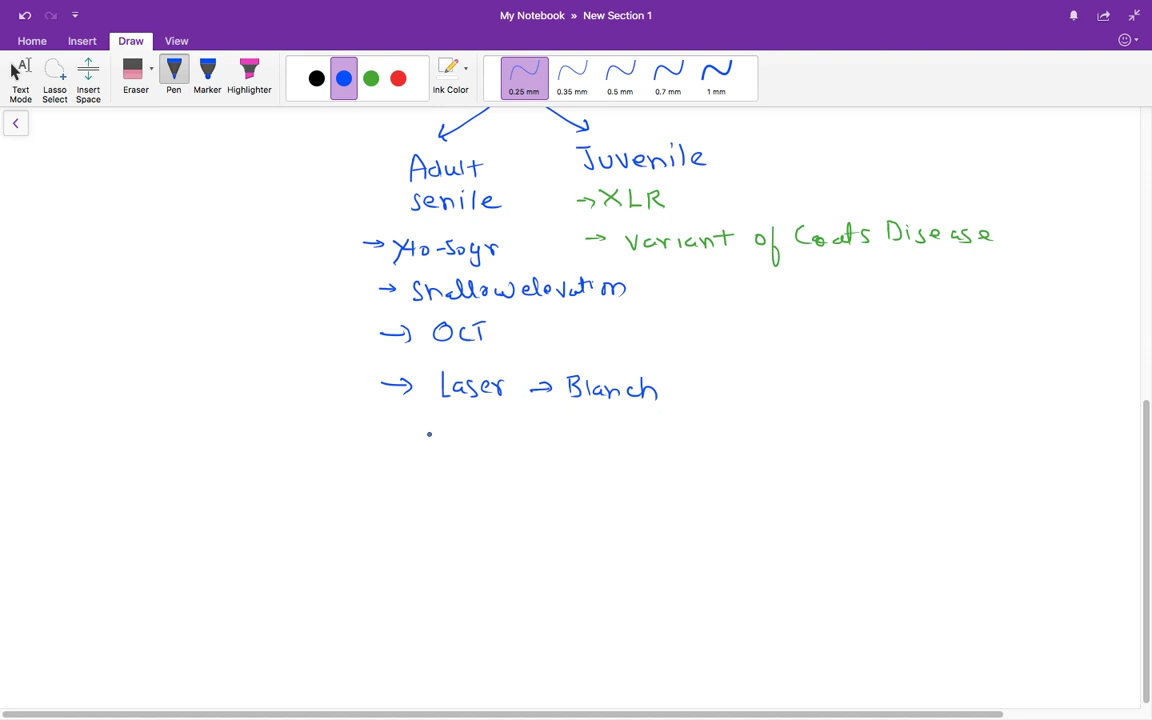 My Notebook » New Section 1
Home Insert Draw View
Text Mode Lasso Select Insert Space Eraser Pen Marker Highlighter Ink Color 0.25 mm 0.35 mm 0.5 mm 0.7 mm 1 mm
Adult Juvenile
senile → XLR
→ variant of Coats Disease
→ >40-50yr
→ Shallow elevation
→ OCT
→ Laser → Blanch